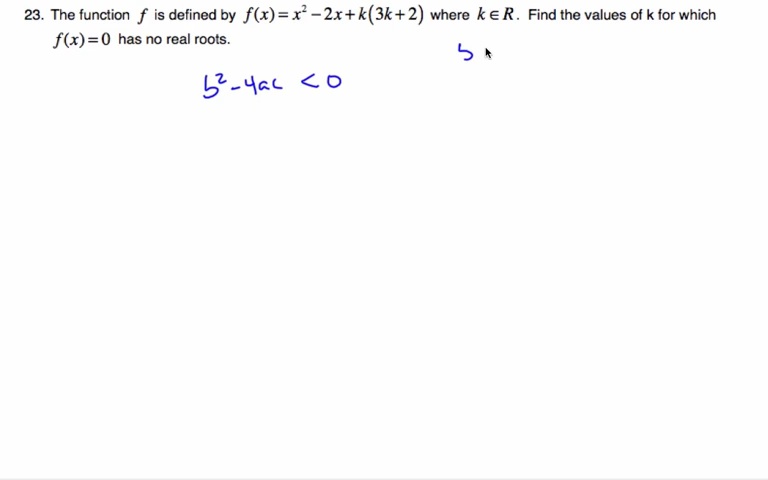 23. The function f is defined by f(x) = x² − 2x + k(3k + 2) where k ∈ R. Find the values of k for which
f(x) = 0 has no real roots.
b
b² - 4ac < 0